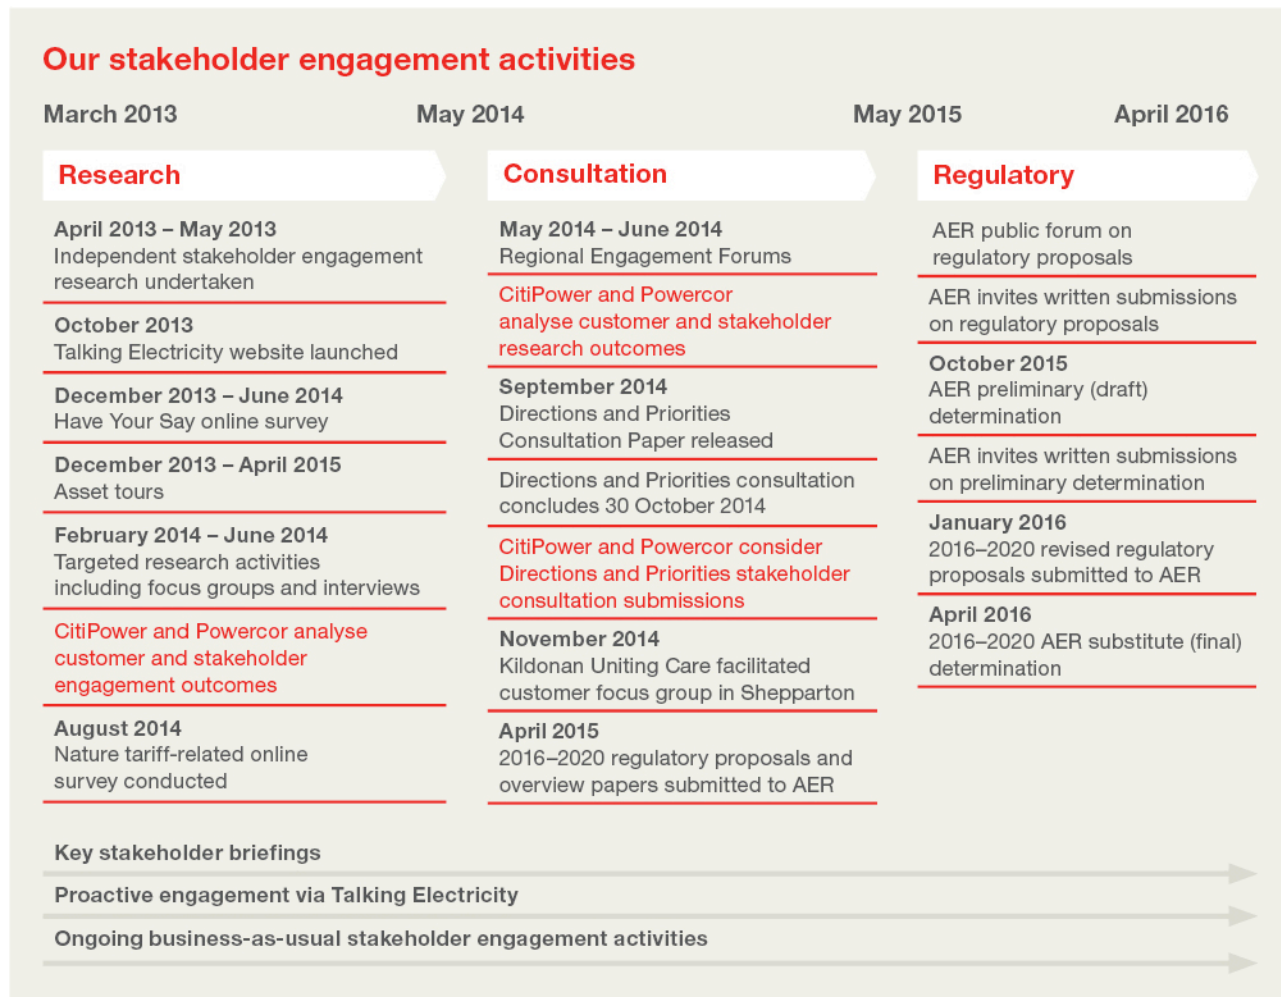 Our stakeholder engagement activities
March 2013
May 2014
May 2015
April 2016
Research
April 2013 – May 2013
Independent stakeholder engagement
research undertaken
October 2013
Talking Electricity website launched
December 2013 – June 2014
Have Your Say online survey
December 2013 – April 2015
Asset tours
February 2014 – June 2014
Targeted research activities
including focus groups and interviews
CitiPower and Powercor analyse
customer and stakeholder
engagement outcomes
August 2014
Nature tariff-related online
survey conducted
Consultation
May 2014 – June 2014
Regional Engagement Forums
CitiPower and Powercor
analyse customer and stakeholder
research outcomes
September 2014
Directions and Priorities
Consultation Paper released
Directions and Priorities consultation
concludes 30 October 2014
CitiPower and Powercor consider
Directions and Priorities stakeholder
consultation submissions
November 2014
Kildonan Uniting Care facilitated
customer focus group in Shepparton
April 2015
2016–2020 regulatory proposals and
overview papers submitted to AER
Regulatory
AER public forum on
regulatory proposals
AER invites written submissions
on regulatory proposals
October 2015
AER preliminary (draft)
determination
AER invites written submissions
on preliminary determination
January 2016
2016–2020 revised regulatory
proposals submitted to AER
April 2016
2016–2020 AER substitute (final)
determination
Key stakeholder briefings
Proactive engagement via Talking Electricity
Ongoing business-as-usual stakeholder engagement activities